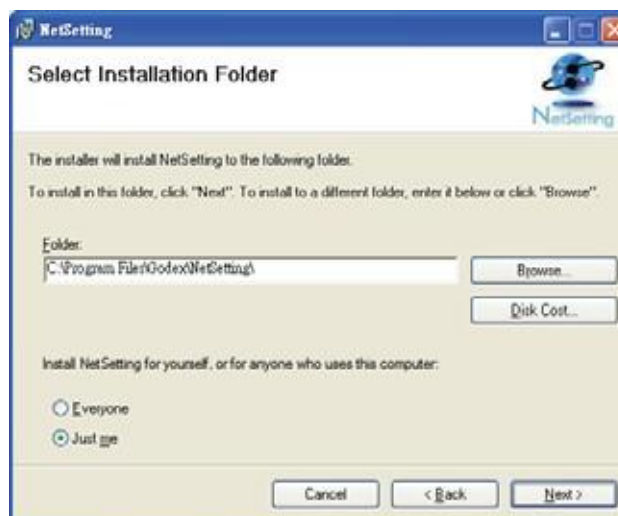 NetSetting
Select Installation Folder
NetSetting
The installer will install NetSetting to the following folder.
To install in this folder, click "Next". To install to a different folder, enter it below or click "Browse".
Folder:
C:\Program Files\Godex\NetSetting\
Browse...
Disk Cost...
Install NetSetting for yourself, or for anyone who uses this computer:
Everyone
Just me
Cancel
< Back
Next >